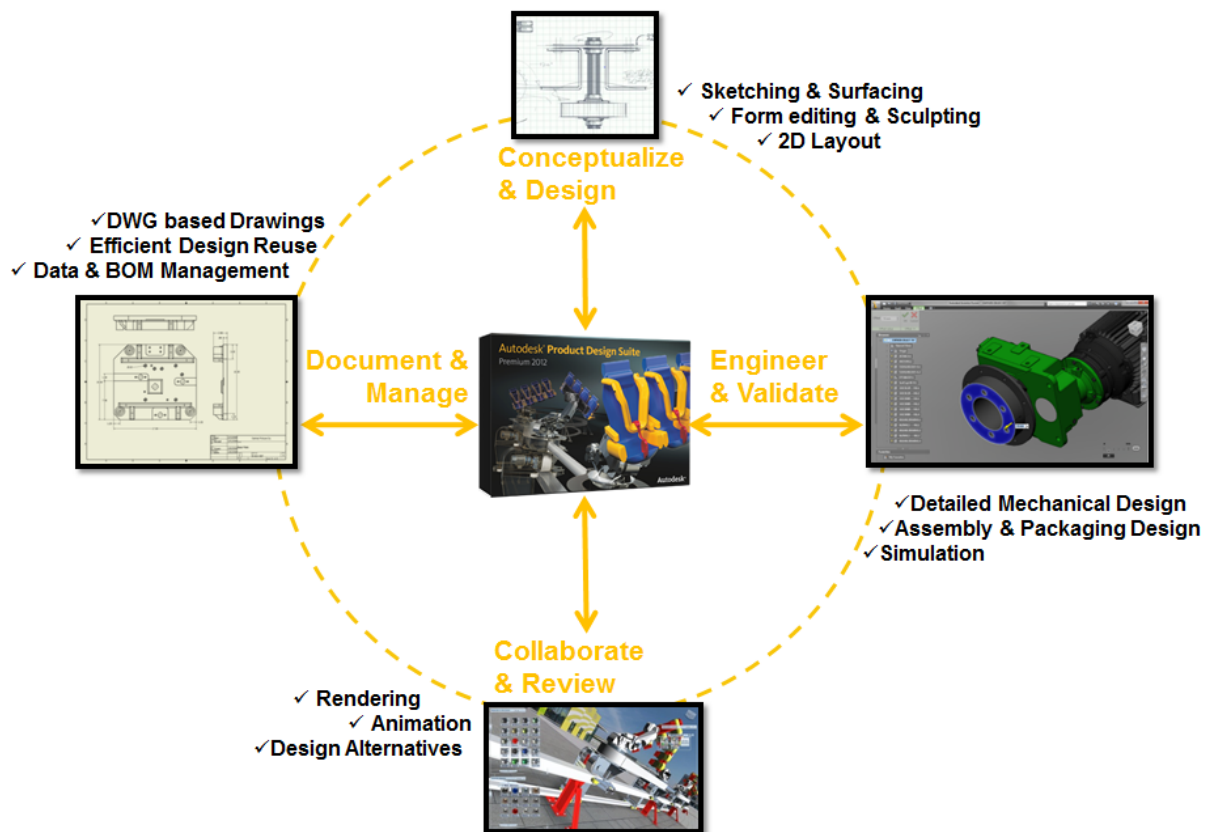 ✓ Sketching & Surfacing
✓ Form editing & Sculpting
✓ 2D Layout
Conceptualize
& Design
✓DWG based Drawings
✓ Efficient Design Reuse
✓ Data & BOM Management
Document &
Manage
Autodesk® Product Design Suite
Premium 2012
Autodesk®
Engineer
& Validate
✓Detailed Mechanical Design
✓Assembly & Packaging Design
✓Simulation
Collaborate
& Review
✓ Rendering
✓ Animation
✓Design Alternatives